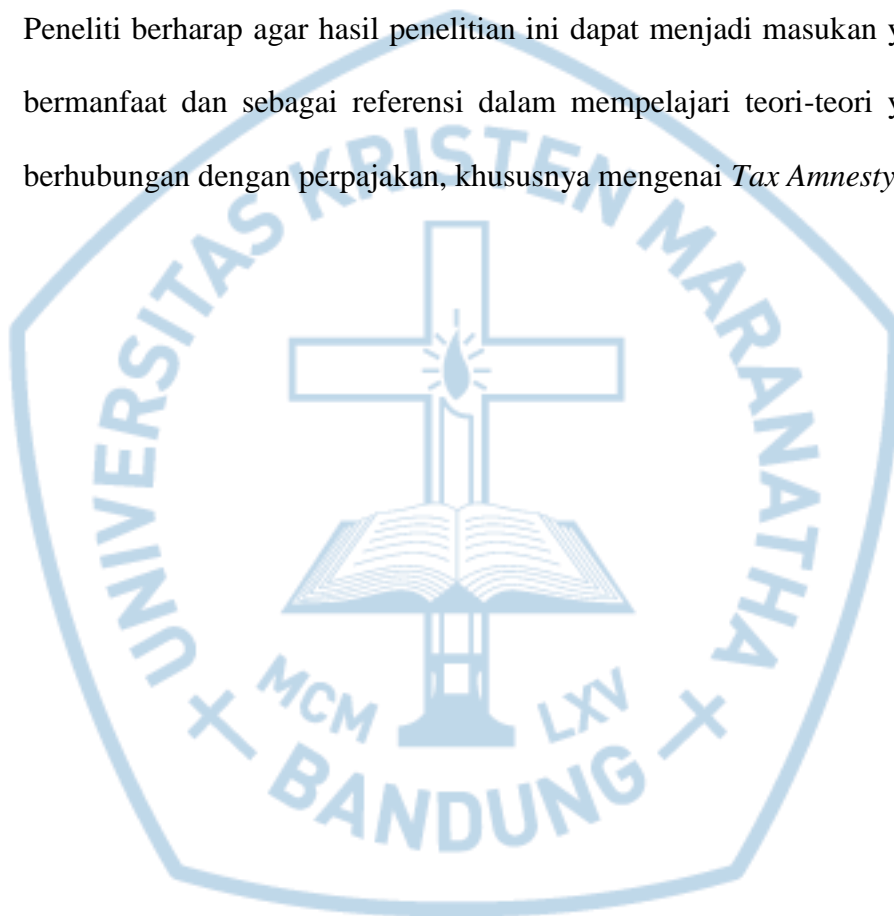 Peneliti berharap agar hasil penelitian ini dapat menjadi masukan y
bermanfaat dan sebagai referensi dalam mempelajari teori-teori y
berhubungan dengan perpajakan, khususnya mengenai Tax Amnesty
UNIVERSITAS KRISTEN MARANATHA
MCM LXV
BANDUNG